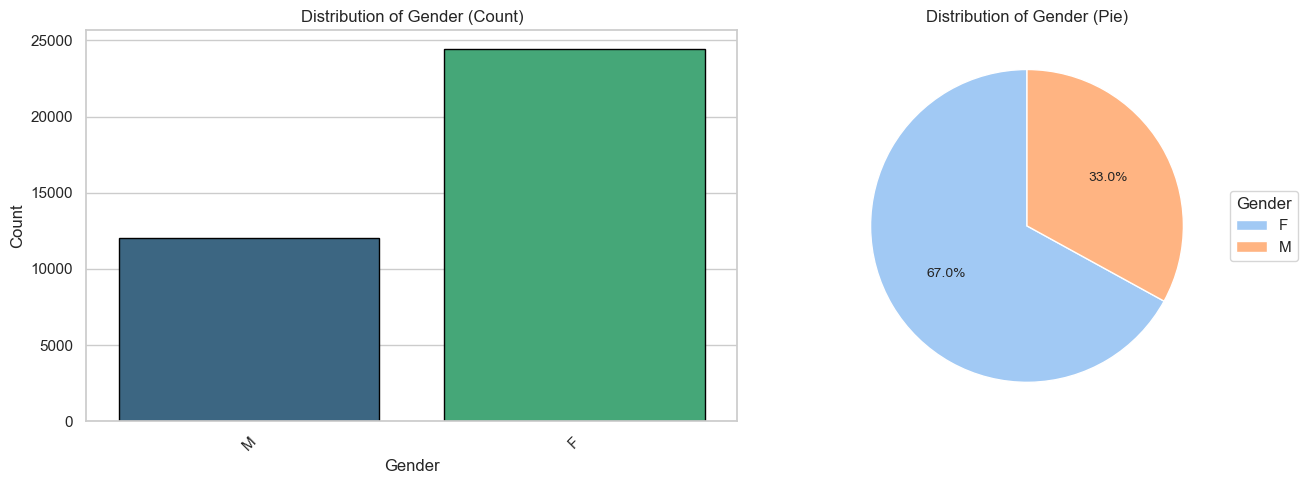 Distribution of Gender (Count)
25000
20000
15000
10000
5000
0
Count
M
F
Gender
Distribution of Gender (Pie)
33.0%
67.0%
Gender
F
M